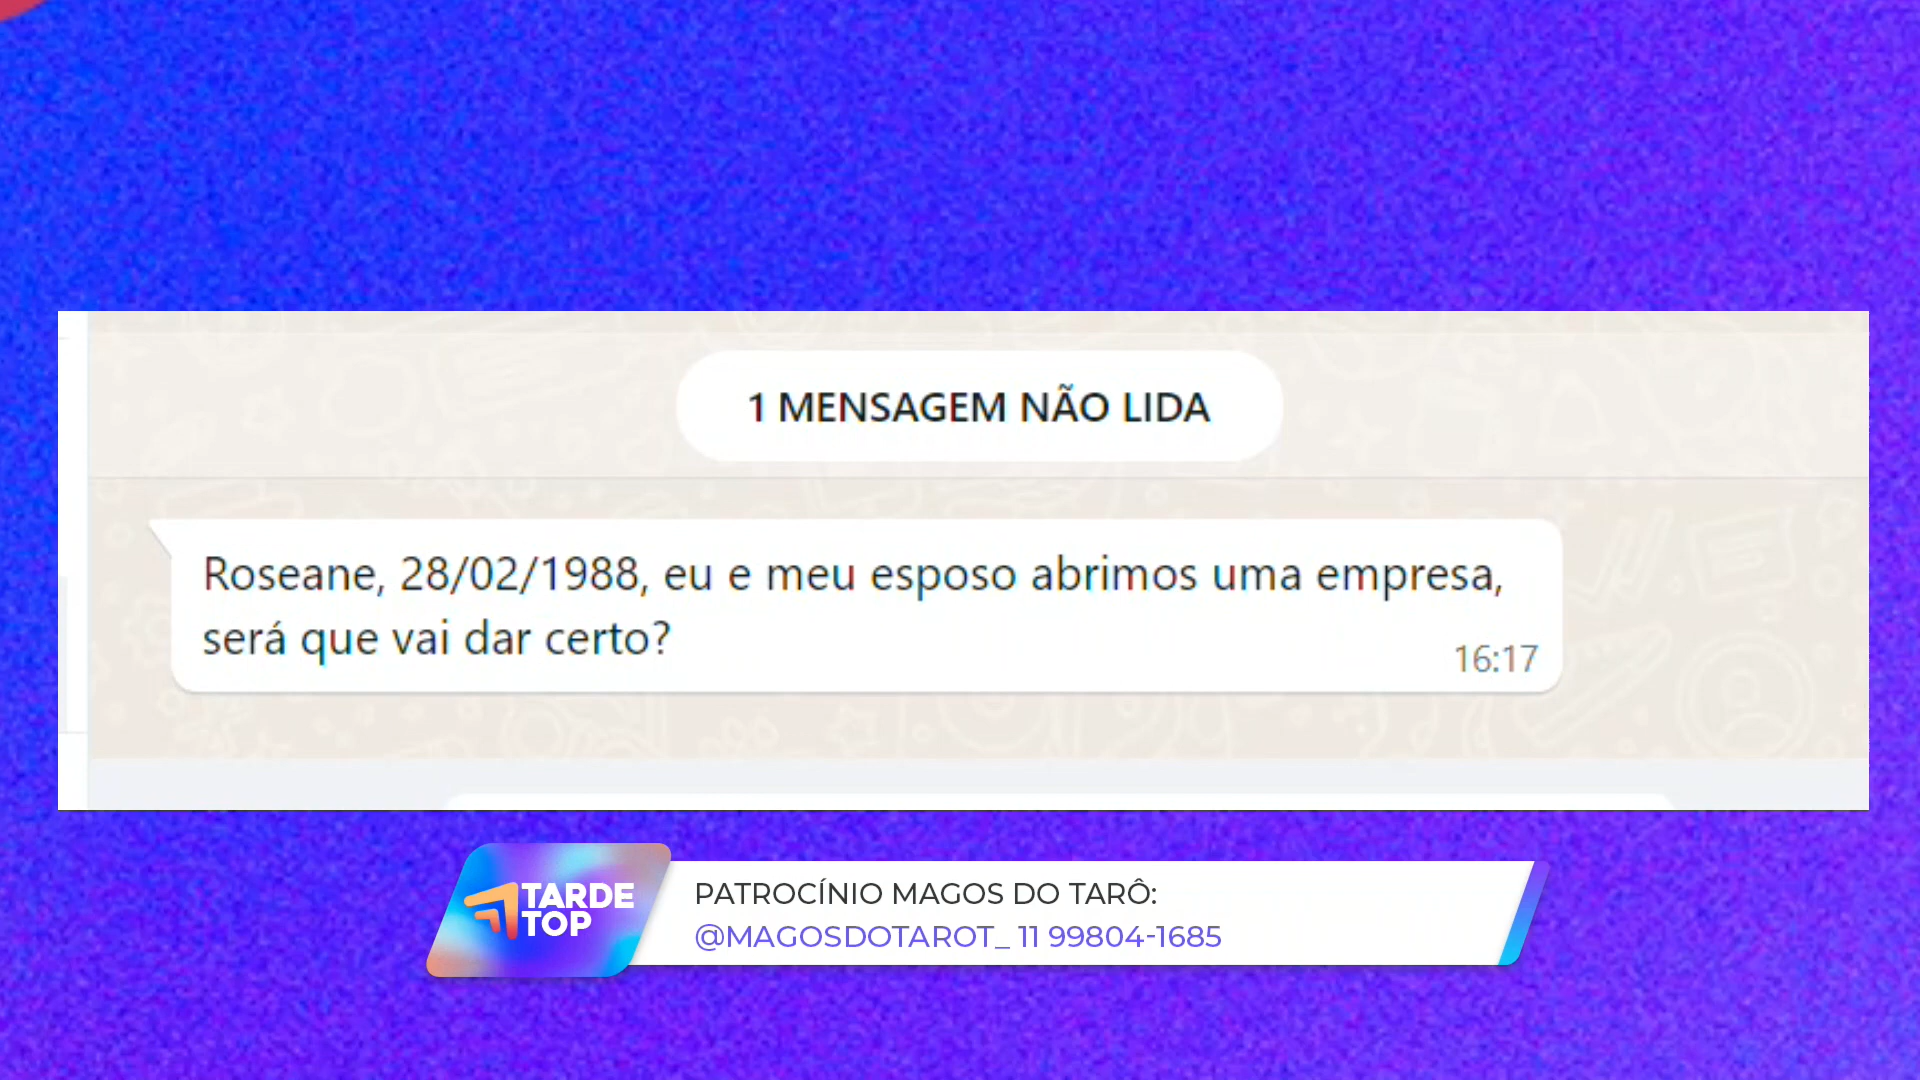 1 MENSAGEM NÃO LIDA
Roseane, 28/02/1988, eu e meu esposo abrimos uma empresa,
será que vai dar certo?
16:17
TARDE
TOP
PATROCÍNIO MAGOS DO TARÔ:
@MAGOSDOTAROT_ 11 99804-1685